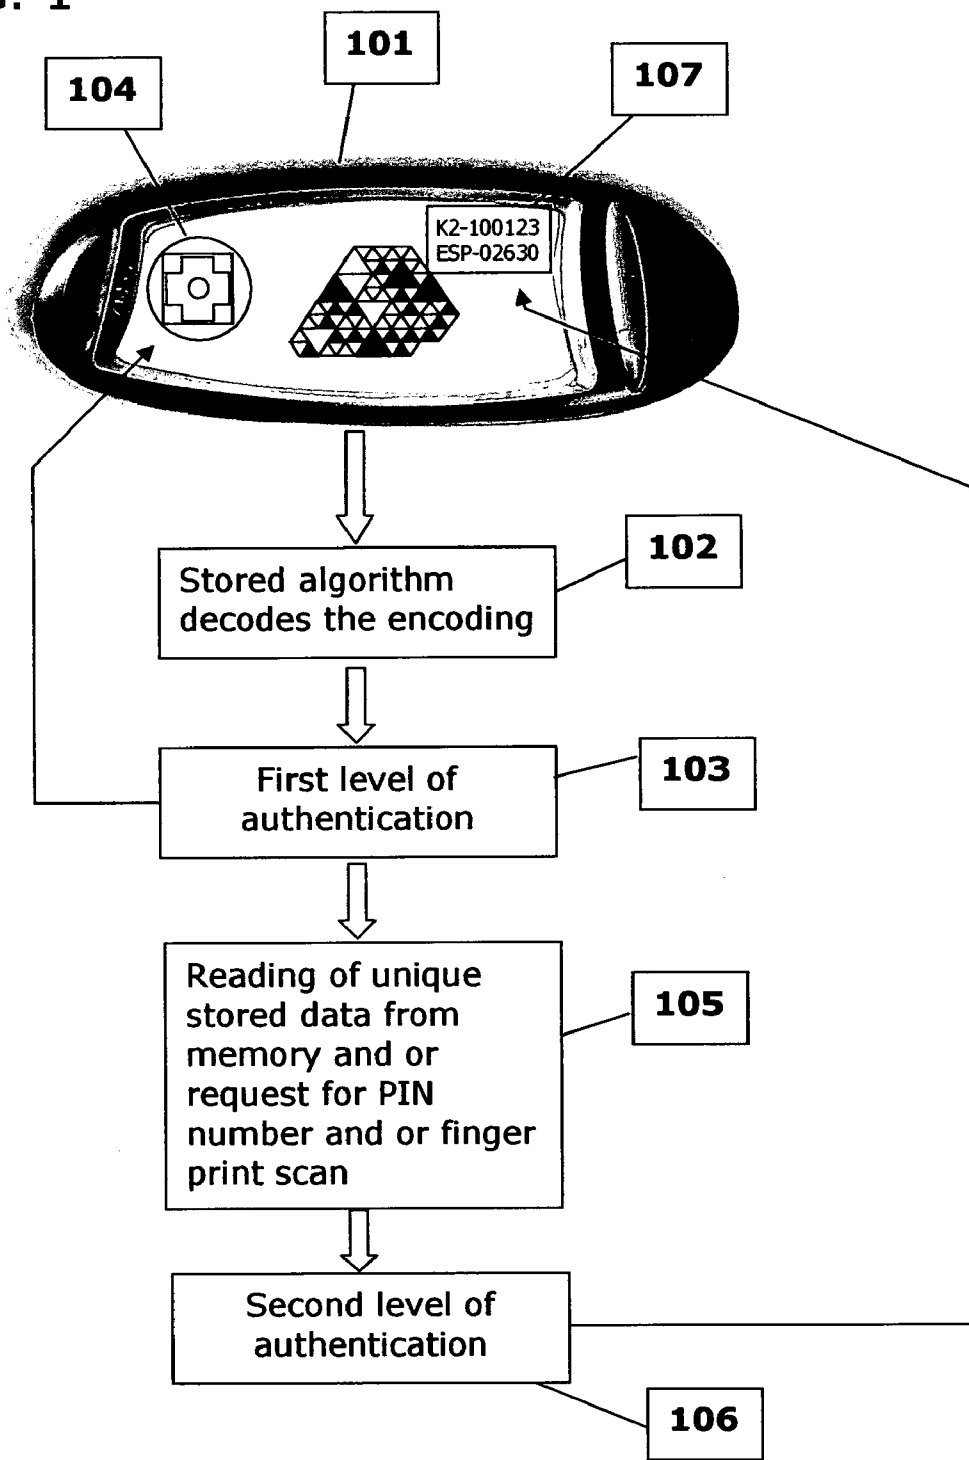 101
107
104
K2-100123
ESP-02630
102
Stored algorithm
decodes the encoding
103
First level of
authentication
Reading of unique
stored data from
memory and or
request for PIN
number and or finger
print scan
105
Second level of
authentication
106